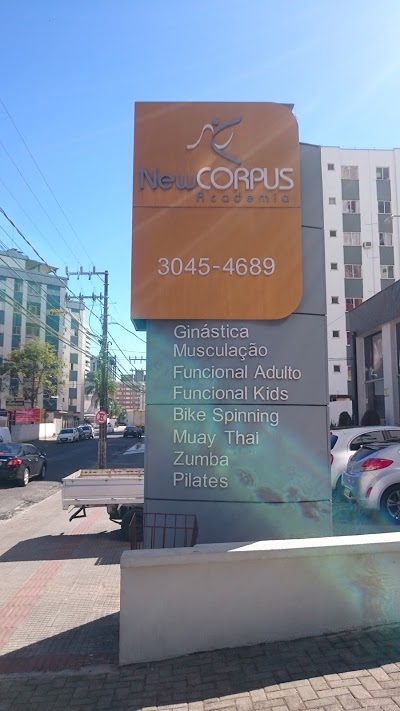 NewCORPUS
Academia
3045-4689
Ginástica
Musculação
Funcional Adulto
Funcional Kids
Bike Spinning
Muay Thai
Zumba
Pilates